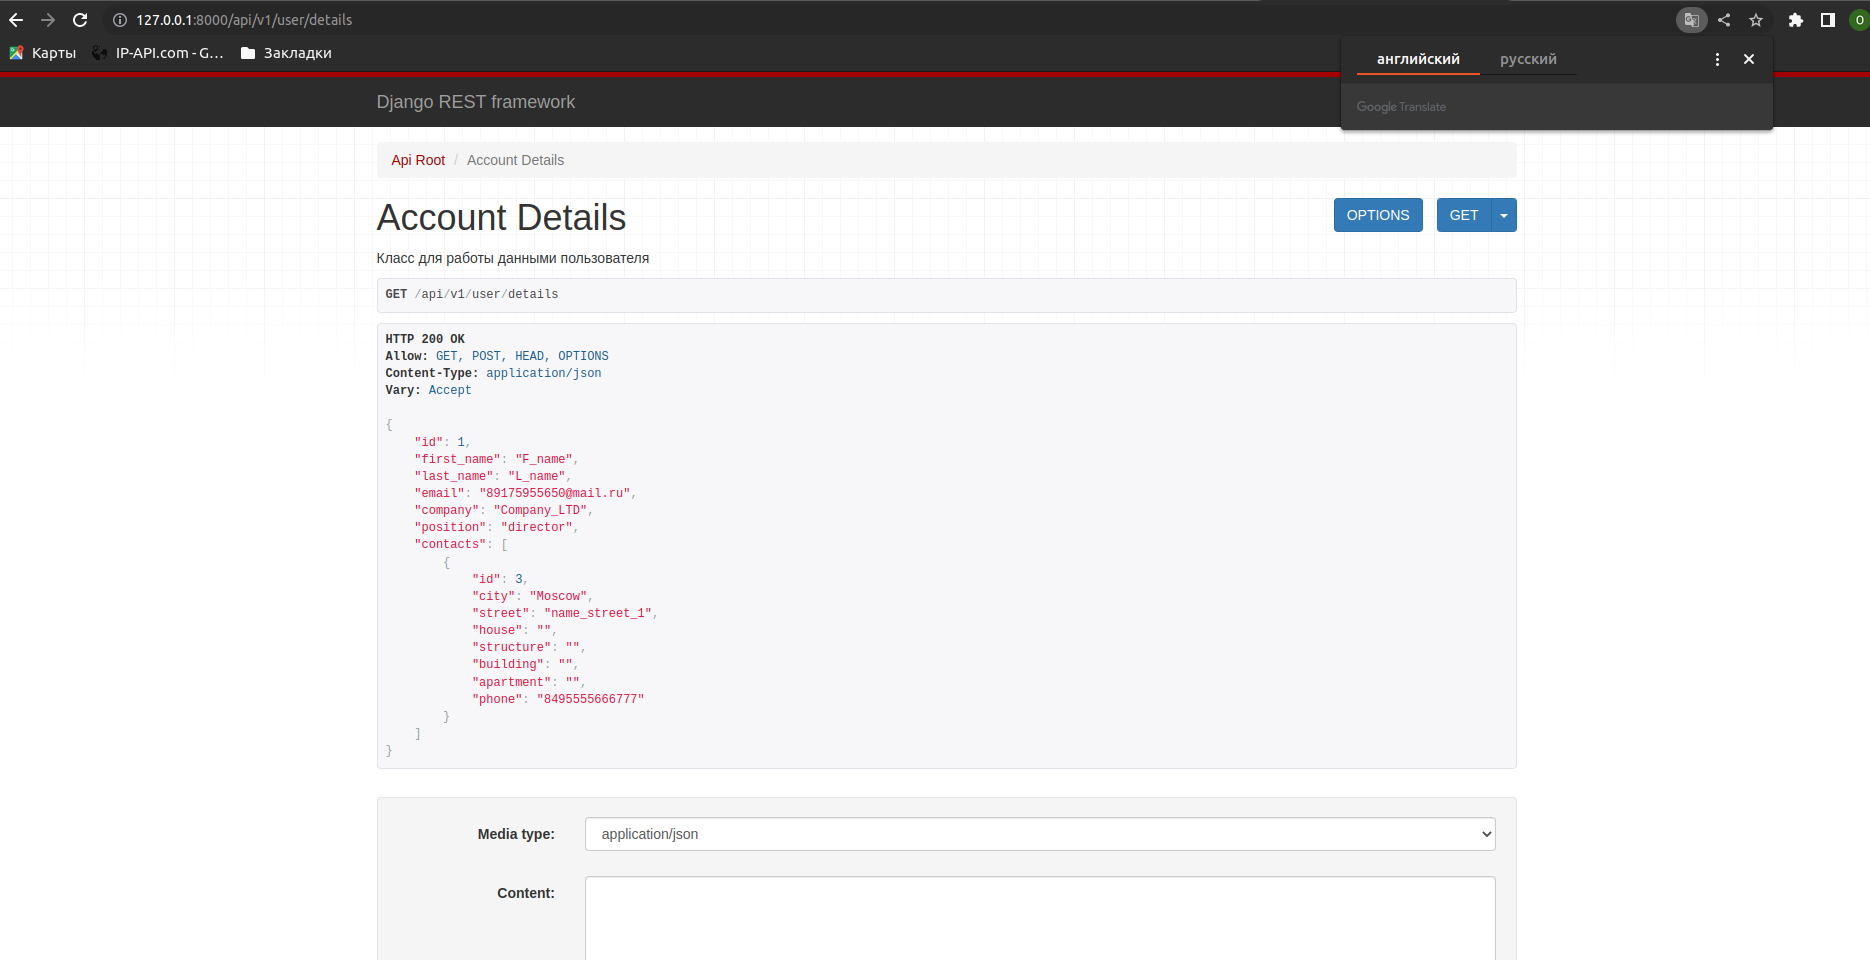 127.0.0.1:8000/api/v1/user/details
О
Карты
IP-API.com - G...
Закладки
английский
русский
Google Translate
Django REST framework
Api Root / Account Details
Account Details
OPTIONS
GET
Класс для работы данными пользователя
GET /api/v1/user/details
HTTP 200 OK
Allow: GET, POST, HEAD, OPTIONS
Content-Type: application/json
Vary: Accept
{
"id": 1,
"first_name": "F_name",
"last_name": "L_name",
"email": "89175955650@mail.ru",
"company": "Company_LTD",
"position": "director",
"contacts": [
{
"id": 3,
"city": "Moscow",
"street": "name_street_1",
"house": "",
"structure": "",
"building": "",
"apartment": "",
"phone": "8495555666777"
}
]
}
Media type:
application/json
Content: